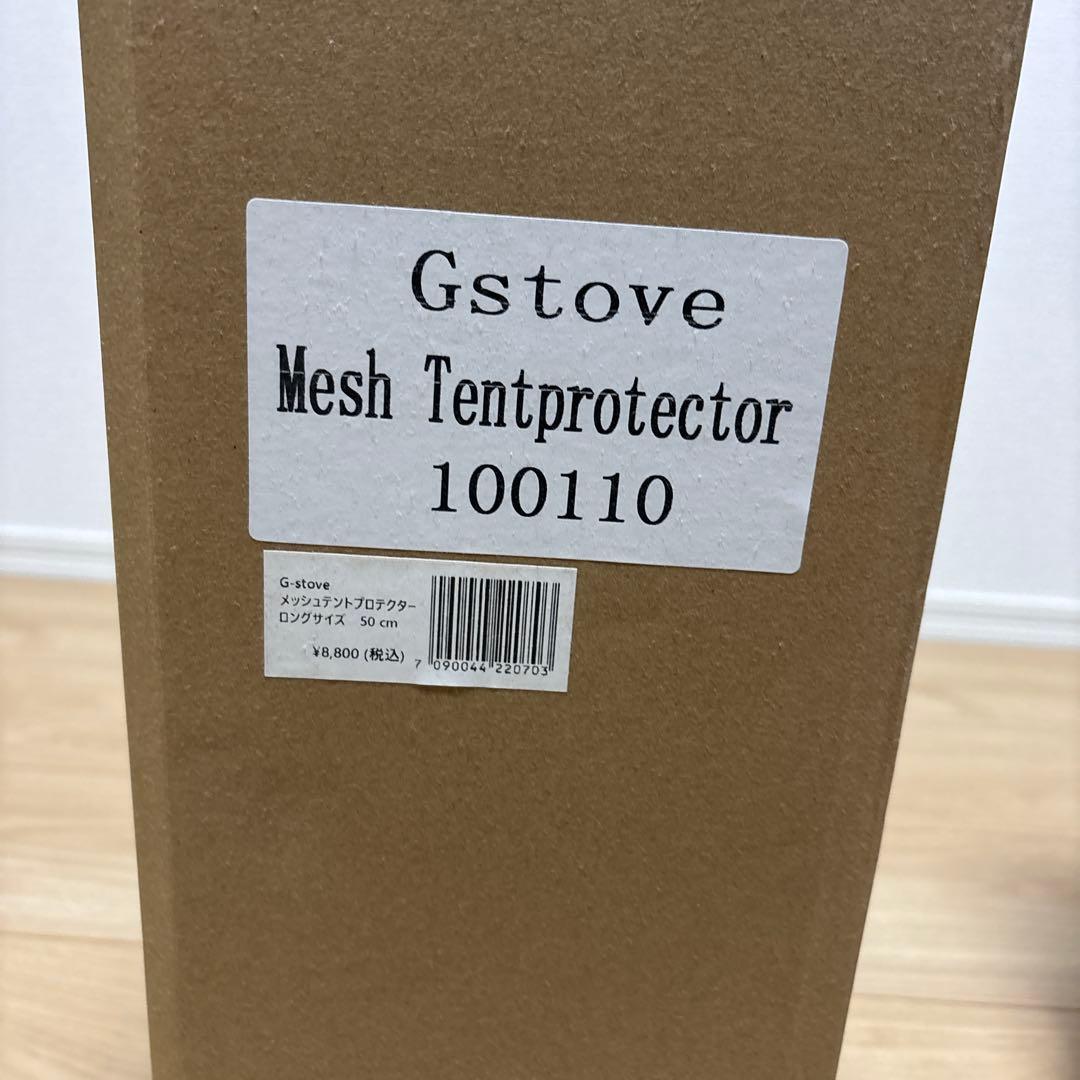 Gstove
Mesh Tentprotector
100110
G-stove
メッシュテントプロテクター
ロングサイズ 50 cm
¥8,800 (税込)
7 090044 220703